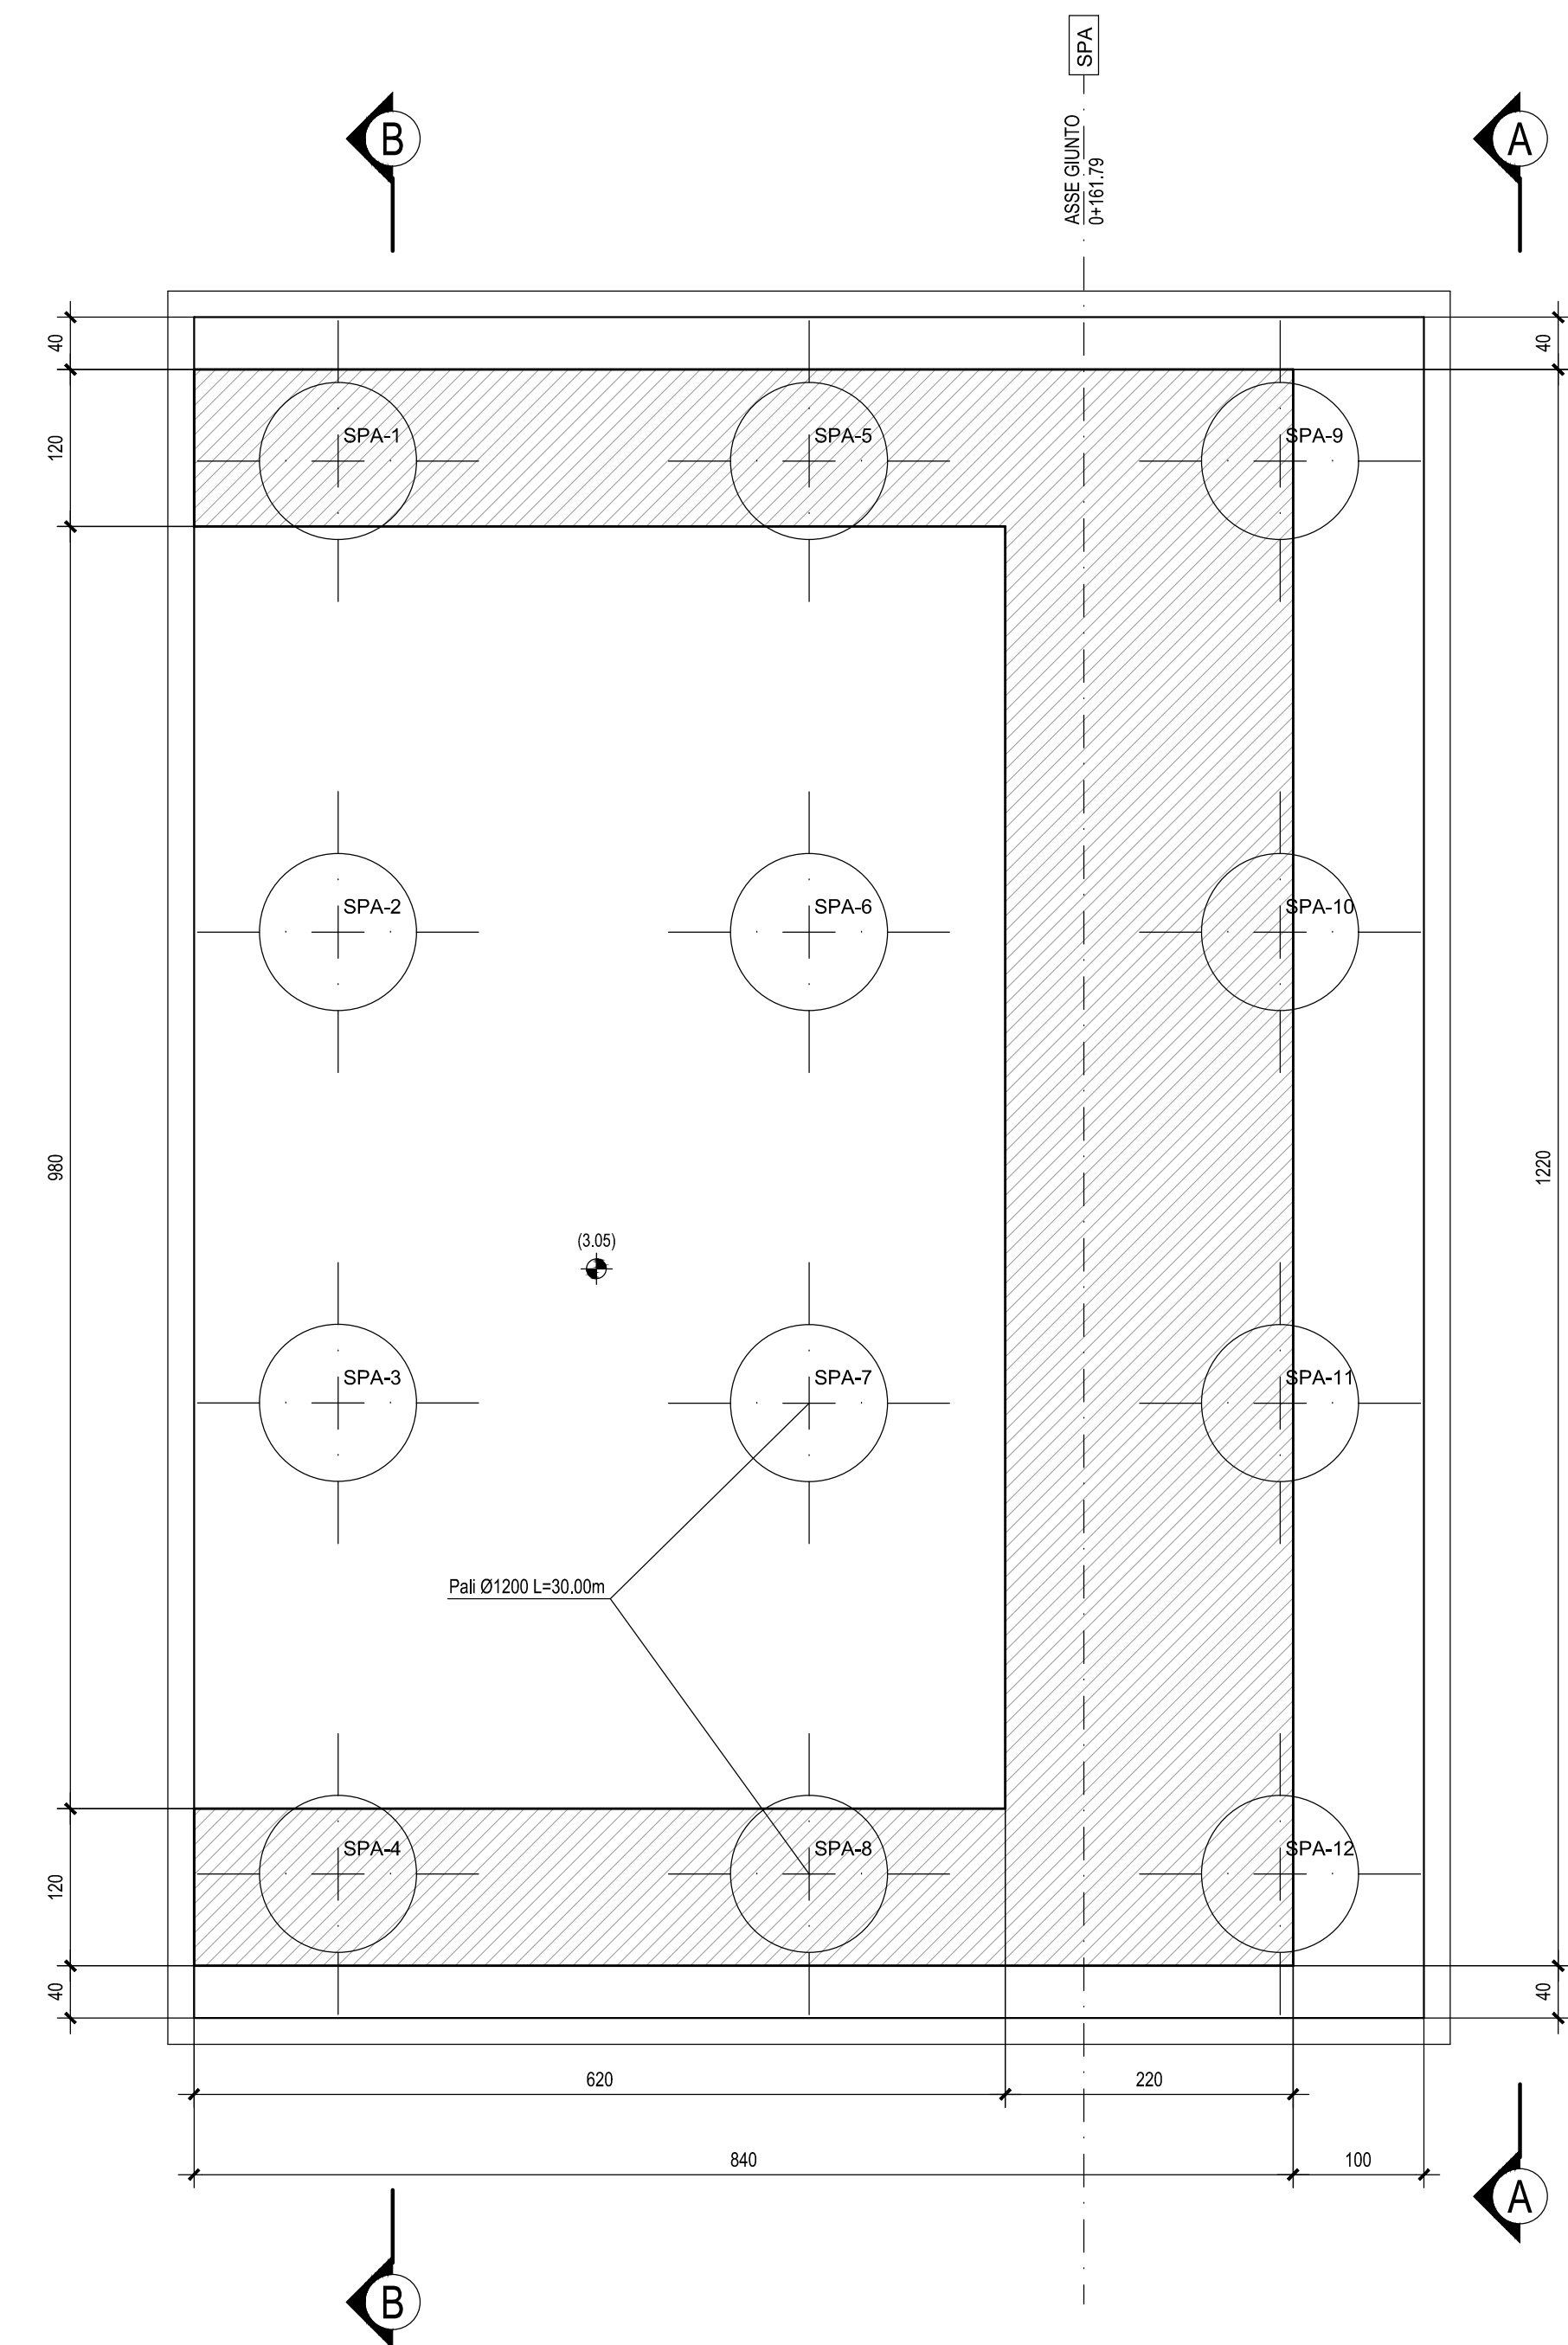 SPA
ASSE GIUNTO
0+161.79
B
A
40
40
120
SPA-1
SPA-5
SPA-9
SPA-2
SPA-6
SPA-10
980
1220
(3.05)
SPA-3
SPA-7
SPA-11
Pali Ø1200 L=30.00m
120
SPA-4
SPA-8
SPA-12
40
40
620
220
840
100
A
B